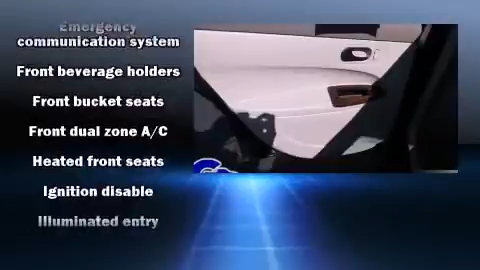 Emergency
communication system
Front beverage holders
Front bucket seats
Front dual zone A/C
Heated front seats
Ignition disable
Illuminated entry